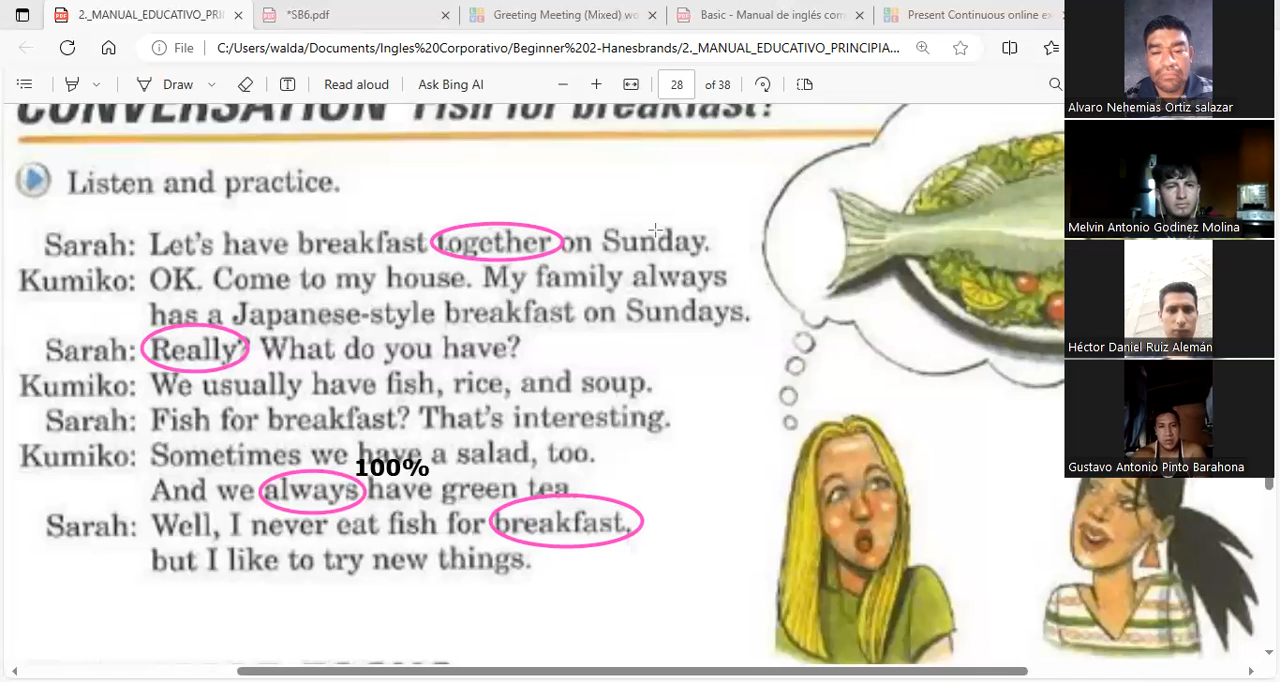 2._MANUAL_EDUCATIVO_PRI
*SB6.pdf
Greeting Meeting (Mixed) wo
Basic - Manual de inglés com
Present Continuous online ex
File
C:/Users/walda/Documents/Ingles%20Corporativo/Beginner%202-Hanesbrands/2._MANUAL_EDUCATIVO_PRINCIPIA...
Draw
Read aloud
Ask Bing AI
28
of 38
CONVERSATION Fish for breakfast?
Listen and practice.
Sarah: Let's have breakfast together on Sunday.
Kumiko: OK. Come to my house. My family always
has a Japanese-style breakfast on Sundays.
Sarah: Really? What do you have?
Kumiko: We usually have fish, rice, and soup.
Sarah: Fish for breakfast? That's interesting.
Kumiko: Sometimes we have a salad, too.
100%
And we always have green tea.
Sarah: Well, I never eat fish for breakfast,
but I like to try new things.
Alvaro Nehemias Ortiz salazar
Melvin Antonio Godinez Molina
Héctor Daniel Ruiz Alemán
Gustavo Antonio Pinto Barahona